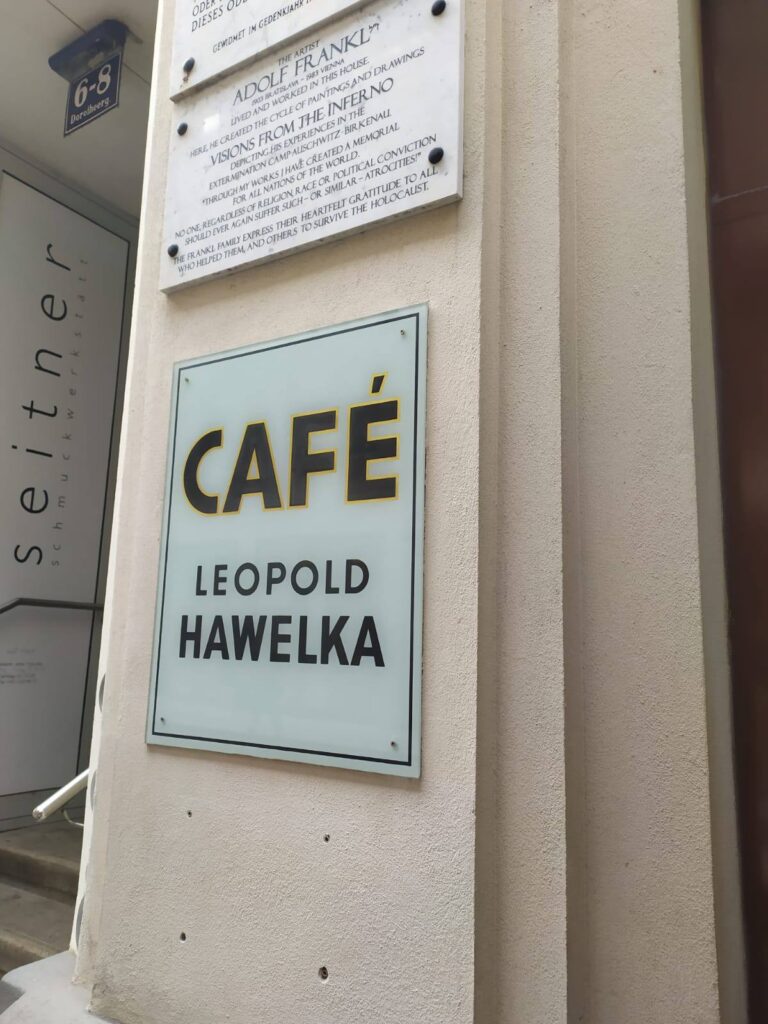 DIESES
GEWIDMET IM GEDENKJAHR
THE ARTIST
ADOLF FRANKL
1903 BRATISLAVA – 1983 VIENNA
LIVED AND WORKED IN THIS HOUSE.
HERE, HE CREATED THE CYCLE OF PAINTINGS AND DRAWINGS
VISIONS FROM THE INFERNO
DEPICTING HIS EXPERIENCES IN THE
EXTERMINATION CAMP AUSCHWITZ-BIRKENAU.
"THROUGH MY WORKS I HAVE CREATED A MEMORIAL
FOR ALL NATIONS OF THE WORLD.
NO ONE, REGARDLESS OF RELIGION, RACE OR POLITICAL CONVICTION
SHOULD EVER AGAIN SUFFER SUCH – OR SIMILAR – ATROCITIES!"
THE FRANKL FAMILY EXPRESS THEIR HEARTFELT GRATITUDE TO ALL
WHO HELPED THEM, AND OTHERS TO SURVIVE THE HOLOCAUST.
6-8
Dorotheerg
seitner
schmuckwerkstatt
CAFÉ
LEOPOLD
HAWELKA